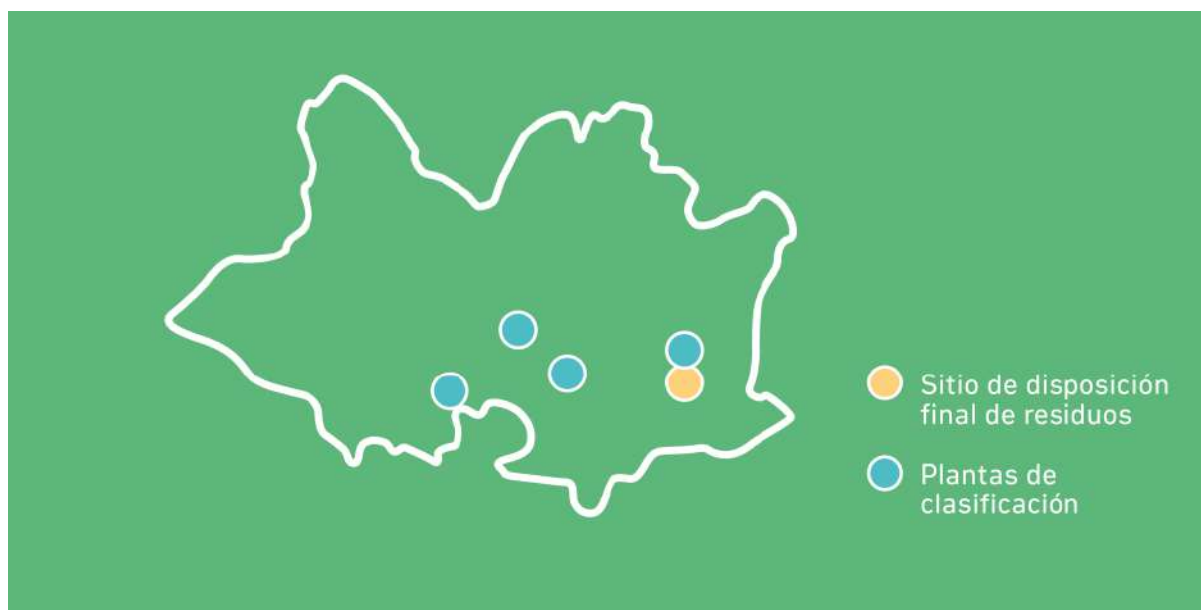 Sitio de disposición
final de residuos
Plantas de
clasificación